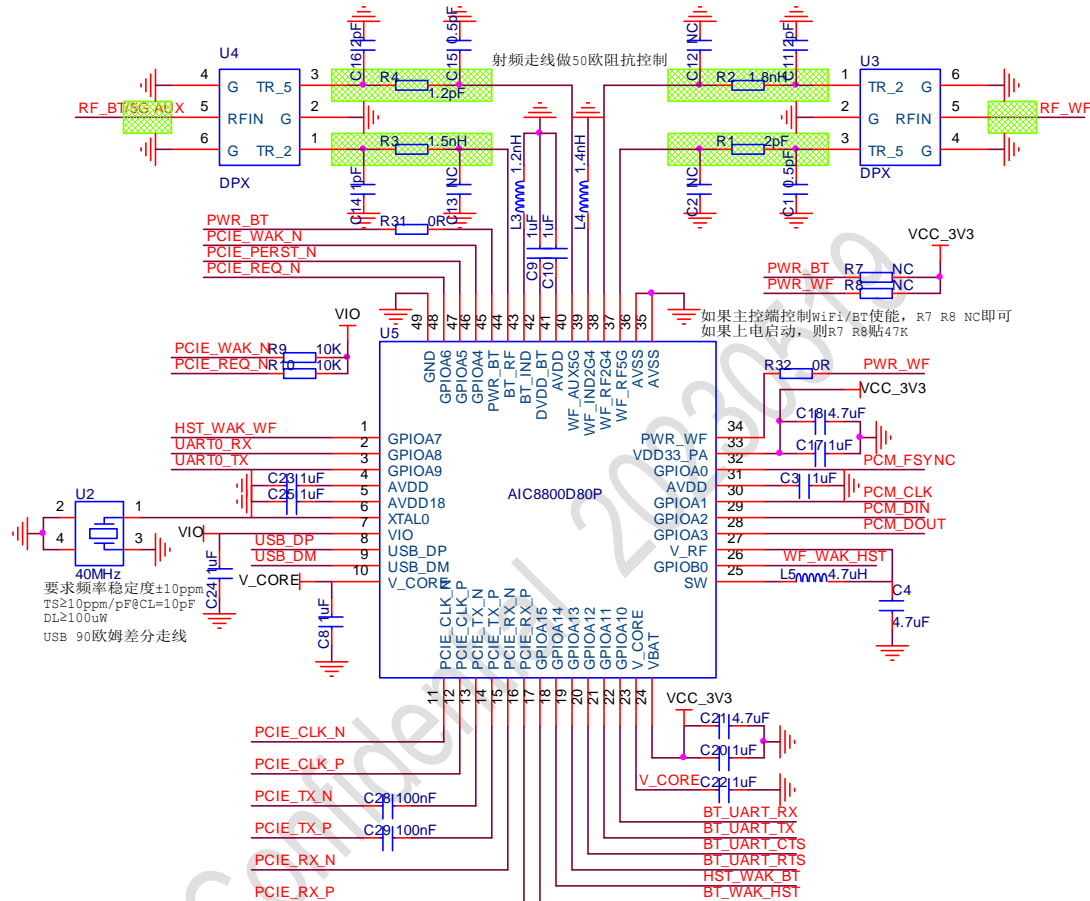 C16 2pF
C15 0.5pF
射频走线做50欧阻抗控制
C12 NC
C11 2pF
U4
U3
4 G TR_5 3
R4
1.2pF
R2 1.8nH
1 TR_2 G 6
RF_BT/5G AUX
5 RFIN G 2
2 G RFIN 5
RF_WF
6 G TR_2 1
R3 1.5nH
R1 2pF
3 TR_5 G 4
DPX
DPX
C14 1pF
C13 NC
L3 1.2nH
C9 1uF
C10 1uF
L4 1.4nH
C2 NC
C1 0.5pF
PWR_BT
R31 0R
PCIE_WAK_N
PCIE_PERST_N
PCIE_REQ_N
VCC_3V3
PWR_BT R7 NC
PWR_WF R8 NC
如果主控端控制WiFi/BT使能，R7 R8 NC即可
如果上电启动，则R7 R8贴47K
VIO
PCIE_WAK_N R9 10K
PCIE_REQ_N R10 10K
U5
49 GND
48 GPIOA6
47 GPIOA5
46 GPIOA4
45 PWR_BT
44 BT_RF
43 BT_IND
42 DVDD_BT
41 AVDD
40 WF_AUX5G
39 WF_IND2G4
38 WF_RF2G4
37 WF_RF5G
36 AVSS
35 AVSS
R32 0R PWR_WF
VCC_3V3
C18 4.7uF
C17 1uF
HST_WAK_WF 1 GPIOA7
UART0_RX 2 GPIOA8
UART0_TX 3 GPIOA9
C23 1uF 4 AVDD
C25 1uF 5 AVDD18
6 XTAL0
VIO 7 VIO
USB_DP 8 USB_DP
USB_DM 9 USB_DM
V_CORE 10 V_CORE
AIC8800D80P
PWR_WF 34
VDD33_PA 33
GPIOA0 32 PCM_FSYNC
AVDD 31 C3 1uF
GPIOA1 30 PCM_CLK
GPIOA2 29 PCM_DIN
GPIOA3 28 PCM_DOUT
V_RF 27
GPIOB0 26 WF_WAK_HST
SW 25 L5 4.7uH
C4
4.7uF
U2
2 1
4 3
40MHz
要求频率稳定度±10ppm
TS≥10ppm/pF@CL=10pF
DL≥100uW
USB 90欧姆差分走线
C24 1uF
C8 1uF
11 PCIE_CLK_N
12 PCIE_CLK_P
13 PCIE_TX_N
14 PCIE_TX_P
15 PCIE_RX_N
16 PCIE_RX_P
17 GPIOA15
18 GPIOA14
19 GPIOA13
20 GPIOA12
21 GPIOA11
22 GPIOA10
23 V_CORE
24 VBAT
VCC_3V3
C21 4.7uF
C20 1uF
V_CORE C22 1uF
PCIE_CLK_N
PCIE_CLK_P
PCIE_TX_N C28 100nF
PCIE_TX_P C29 100nF
PCIE_RX_N
PCIE_RX_P
BT_UART_RX
BT_UART_TX
BT_UART_CTS
BT_UART_RTS
HST_WAK_BT
BT_WAK_HST
Confidential 20230519